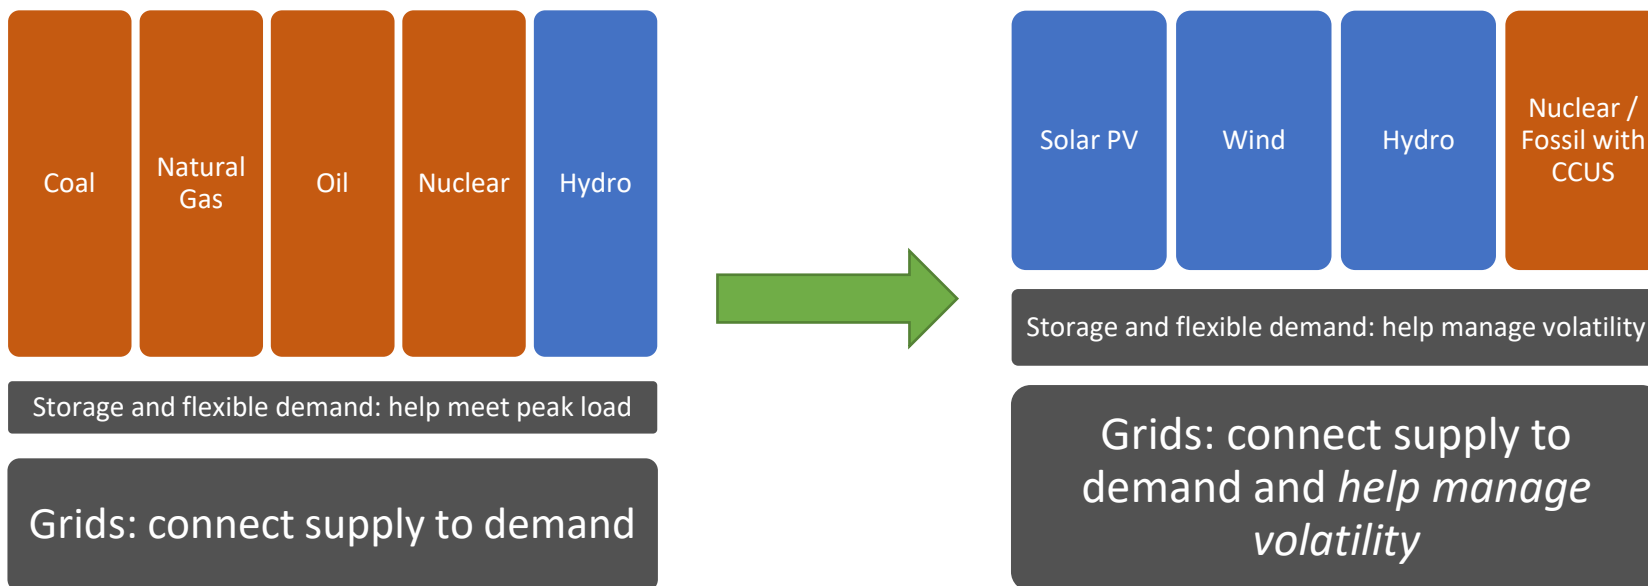 Coal
Natural
Gas
Oil
Nuclear
Hydro
Storage and flexible demand: help meet peak load
Grids: connect supply to demand
Solar PV
Wind
Hydro
Nuclear /
Fossil with
CCUS
Storage and flexible demand: help manage volatility
Grids: connect supply to
demand and help manage
volatility